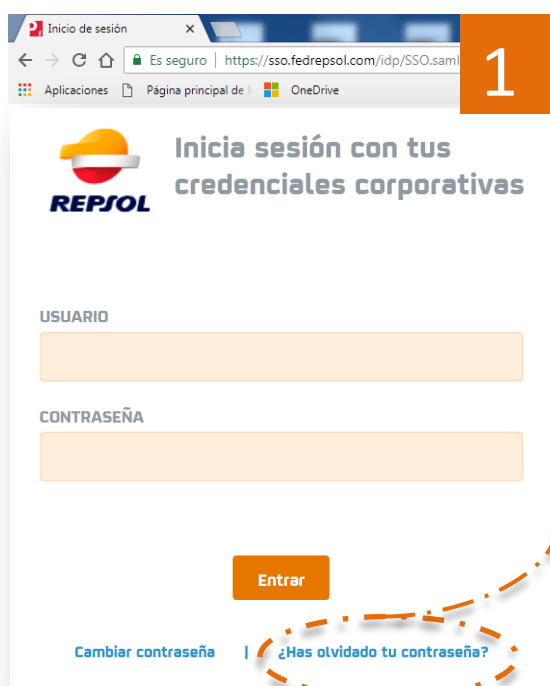 Inicio de sesión
1
Es seguro | https://sso.fedrepsol.com/idp/SSO.saml
Aplicaciones Página principal de OneDrive
REPSOL
Inicia sesión con tus
credenciales corporativas
USUARIO
CONTRASEÑA
Entrar
Cambiar contraseña | ¿Has olvidado tu contraseña?